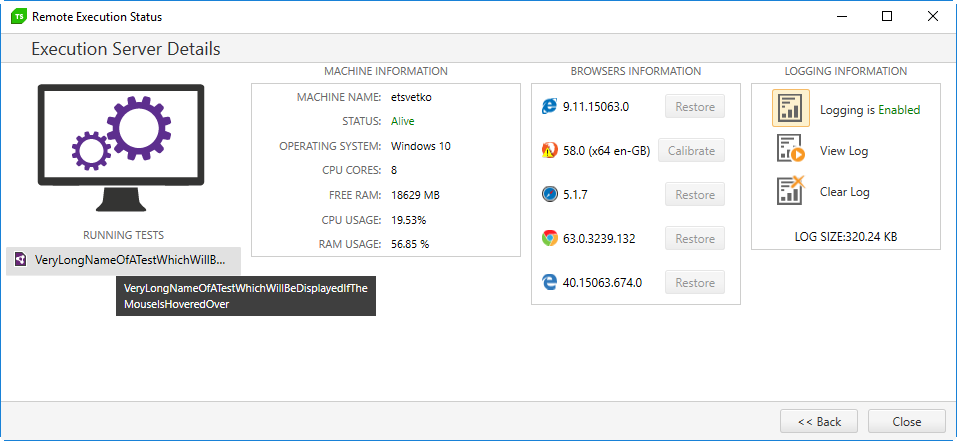 TS Remote Execution Status
Execution Server Details
RUNNING TESTS
VeryLongNameOfATestWhichWillB...
VeryLongNameOfATestWhichWillBeDisplayedIfThe
MouseIsHoveredOver
MACHINE INFORMATION
MACHINE NAME: etsvetko
STATUS: Alive
OPERATING SYSTEM: Windows 10
CPU CORES: 8
FREE RAM: 18629 MB
CPU USAGE: 19.53%
RAM USAGE: 56.85 %
BROWSERS INFORMATION
9.11.15063.0 Restore
58.0 (x64 en-GB) Calibrate
5.1.7 Restore
63.0.3239.132 Restore
40.15063.674.0 Restore
LOGGING INFORMATION
Logging is Enabled
View Log
Clear Log
LOG SIZE:320.24 KB
<< Back Close